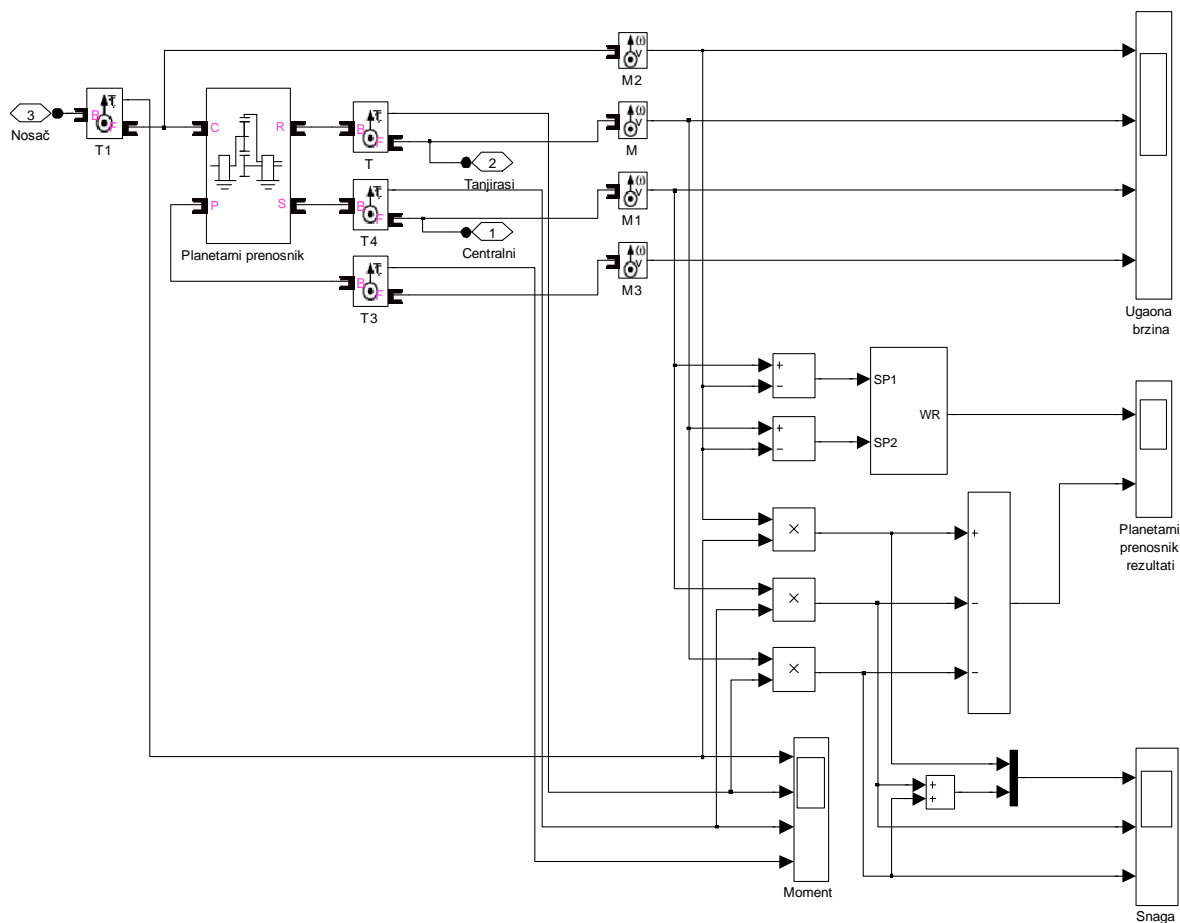 (i)
v
M2
3
Nosač
B
T
F
T1
C
R
P
S
Planetarni prenosnik
B
T
F
T
2
Tanjirasi
(i)
v
M
B
T
F
T4
1
Centralni
(i)
v
M1
B
T
F
T3
(i)
v
M3
Ugaona
brzina
+
−
SP1
WR
+
−
SP2
×
+
×
−
×
−
Planetarni
prenosnik
rezultati
+
+
Moment
Snaga